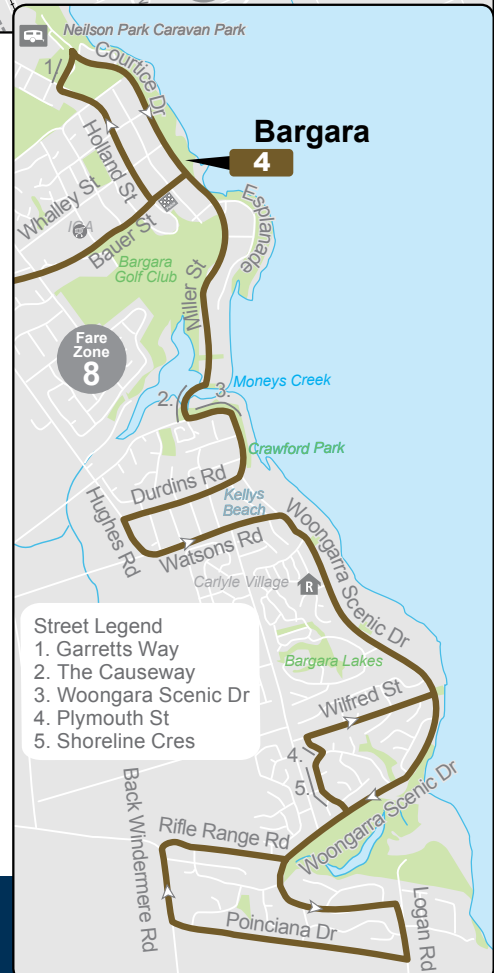 Neilson Park Caravan Park
1
Courtice Dr
Bargara
4
Holland St
Whalley St
IGA
Bauer St
Esplanade
Bargara
Golf Club
Miller St
Fare
Zone
8
Moneys Creek
2.
3.
Crawford Park
Durdins Rd
Kellys
Beach
Hughes Rd
Watsons Rd
Woongarra Scenic Dr
Carlyle Village
R
Street Legend
1. Garretts Way
2. The Causeway
3. Woongara Scenic Dr
4. Plymouth St
5. Shoreline Cres
Bargara Lakes
Wilfred St
4.
5.
Woongarra Scenic Dr
Back Windermere Rd
Rifle Range Rd
Poinciana Dr
Logan Rd